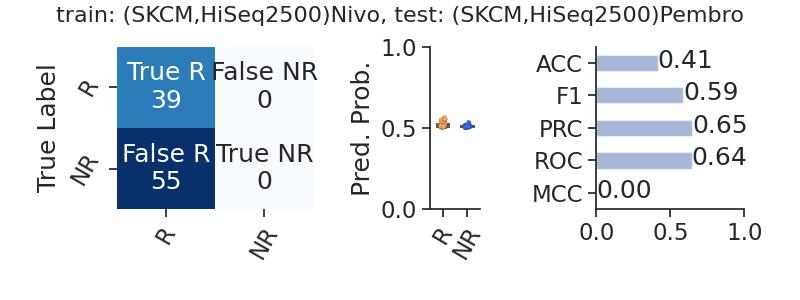 train: (SKCM,HiSeq2500)Nivo, test: (SKCM,HiSeq2500)Pembro
True Label
R
NR
True R
39
False NR
0
False R
55
True NR
0
R
NR
Pred. Prob.
1.0
0.5
0.0
R
NR
ACC
0.41
F1
0.59
PRC
0.65
ROC
0.64
MCC
0.00
0.0
0.5
1.0